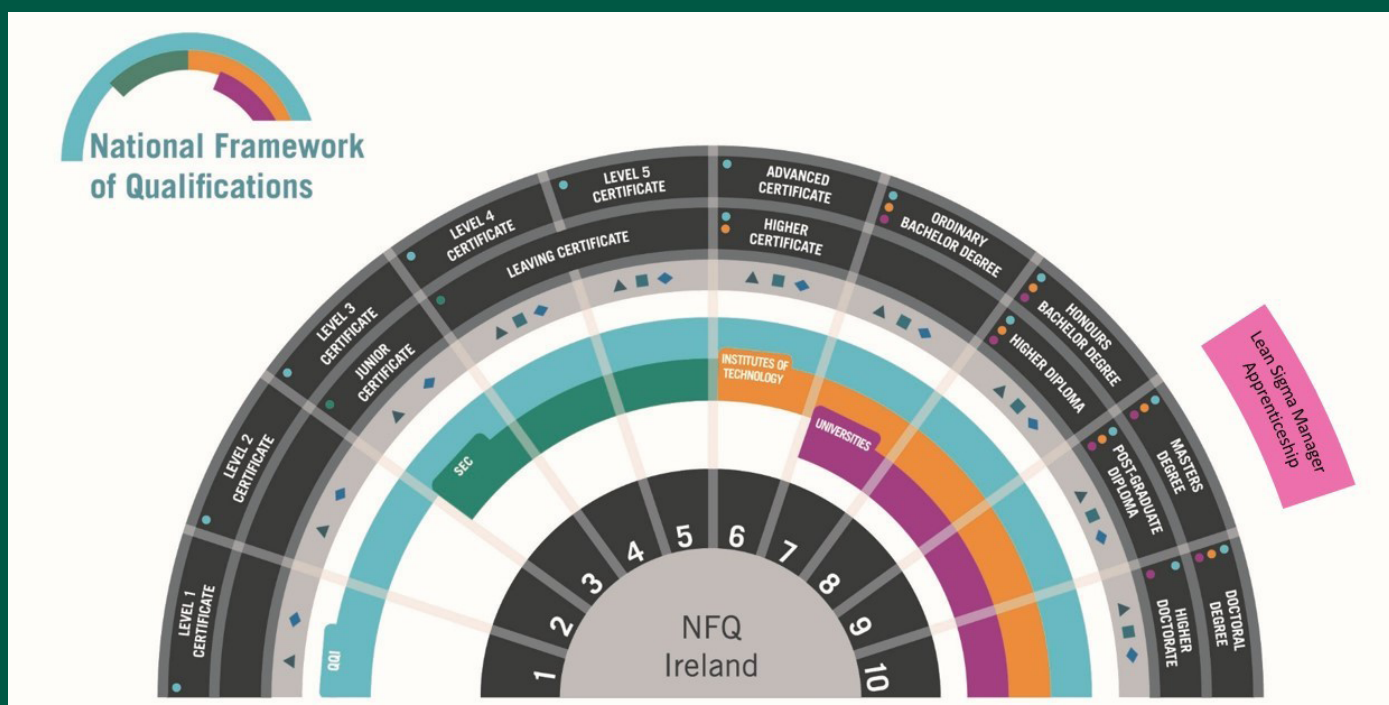 National Framework
of Qualifications
LEVEL 1
CERTIFICATE
LEVEL 2
CERTIFICATE
LEVEL 3
CERTIFICATE
JUNIOR
CERTIFICATE
LEVEL 4
CERTIFICATE
LEVEL 5
CERTIFICATE
LEAVING CERTIFICATE
ADVANCED
CERTIFICATE
HIGHER
CERTIFICATE
ORDINARY
BACHELOR DEGREE
HONOURS
BACHELOR DEGREE
HIGHER DIPLOMA
MASTERS
DEGREE
POST-GRADUATE
DIPLOMA
DOCTORAL
DEGREE
HIGHER
DOCTORATE
Lean Sigma Manager
Apprenticeship
QQI
SEC
INSTITUTES OF
TECHNOLOGY
UNIVERSITIES
1
2
3
4
5
6
7
8
9
10
NFQ
Ireland